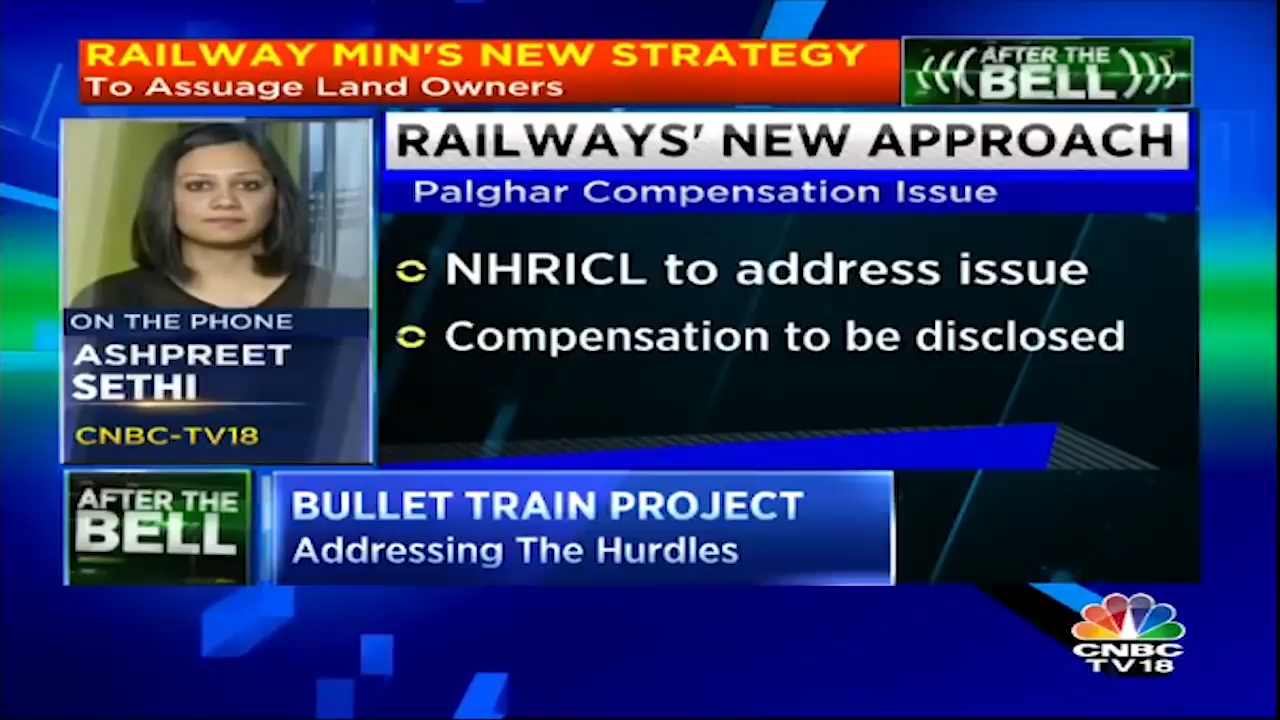 RAILWAY MIN'S NEW STRATEGY
To Assuage Land Owners
AFTER THE
BELL
RAILWAYS' NEW APPROACH
Palghar Compensation Issue
NHRICL to address issue
Compensation to be disclosed
ON THE PHONE
ASHPREET
SETHI
CNBC-TV18
AFTER THE
BELL
BULLET TRAIN PROJECT
Addressing The Hurdles
CNBC
TV18